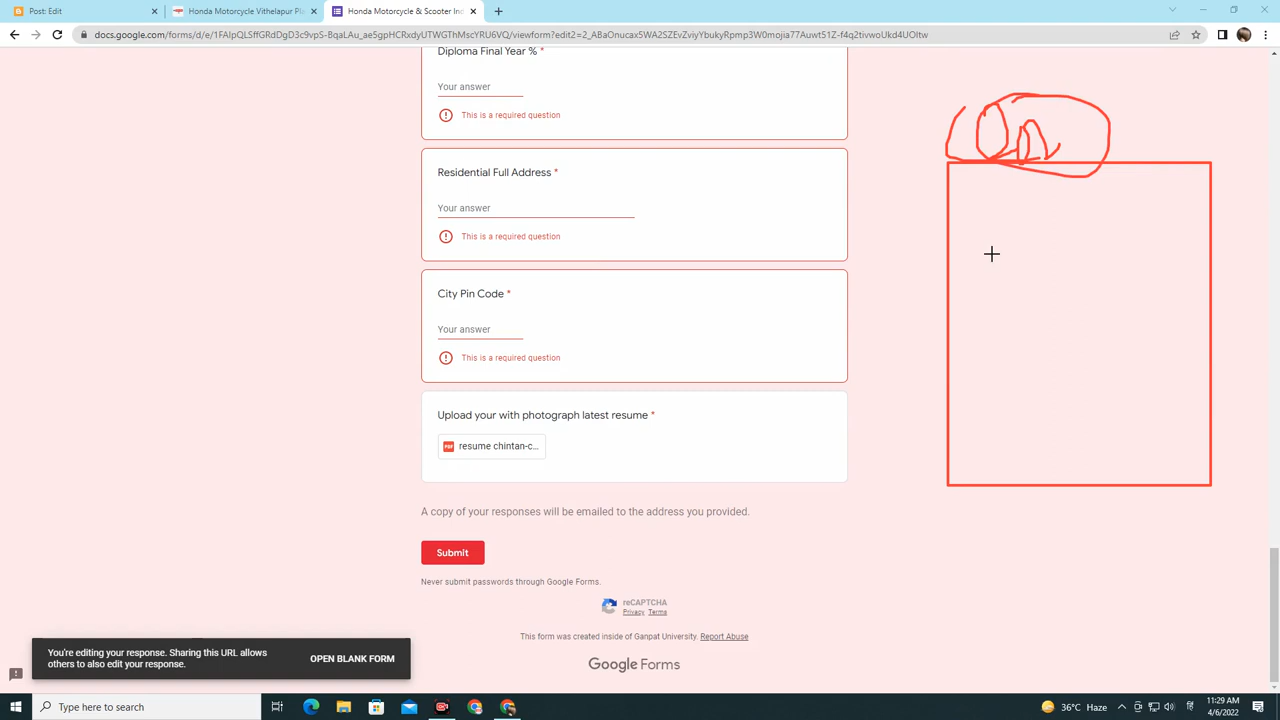 Post: Edit
Honda Motorcycle Vithelapur Pla
Honda Motorcycle & Scooter Ind
docs.google.com/forms/d/e/1FAIpQLSffGRdDgD3c9vpS-BqaLAu_ae5gpHCRxdyUTWGThMscYRU6VQ/viewform?edit2=2_ABaOnucax5WA2SZEvZviyYbukyRpmp3W0mojia77Auwt51Z-f4q2tivwoUkd4UOItw
Diploma Final Year % *
Your answer
This is a required question
Residential Full Address *
Your answer
This is a required question
City Pin Code *
Your answer
This is a required question
Upload your with photograph latest resume *
PDF resume chintan-c...
A copy of your responses will be emailed to the address you provided.
Submit
Never submit passwords through Google Forms.
reCAPTCHA
Privacy Terms
This form was created inside of Ganpat University. Report Abuse
Google Forms
You're editing your response. Sharing this URL allows
others to also edit your response.
OPEN BLANK FORM
Type here to search
36°C Haze
11:29 AM
4/6/2022